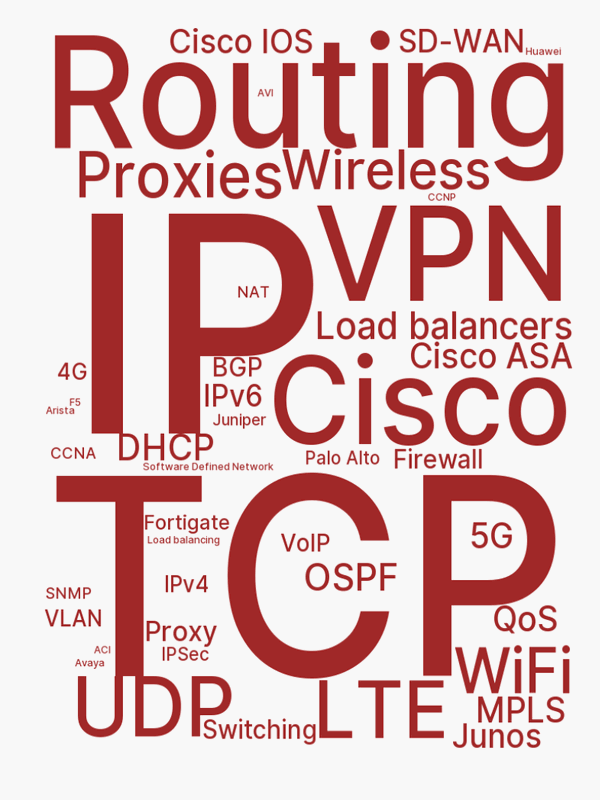 Cisco IOS
SD-WAN
Huawei
Routing
AVI
Proxies
Wireless
CCNP
IP
VPN
NAT
Load balancers
Cisco ASA
4G
BGP
Cisco
IPv6
F5
Arista
Juniper
CCNA
DHCP
Palo Alto
Firewall
Software Defined Network
TCP
Fortigate
5G
Load balancing
VoIP
OSPF
IPv4
SNMP
VLAN
QoS
Proxy
ACI
IPSec
Avaya
WiFi
UDP
LTE
MPLS
Switching
Junos